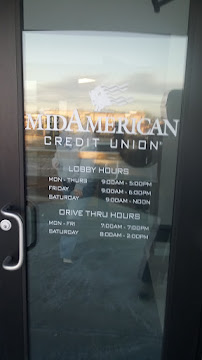 MIDAMERICAN
CREDIT UNION
LOBBY HOURS
MON - THURS 9:00AM - 5:00PM
FRIDAY 9:00AM - 6:00PM
SATURDAY 9:00AM - NOON
DRIVE THRU HOURS
MON - FRI 7:00AM - 7:00PM
SATURDAY 8:00AM - 2:00PM